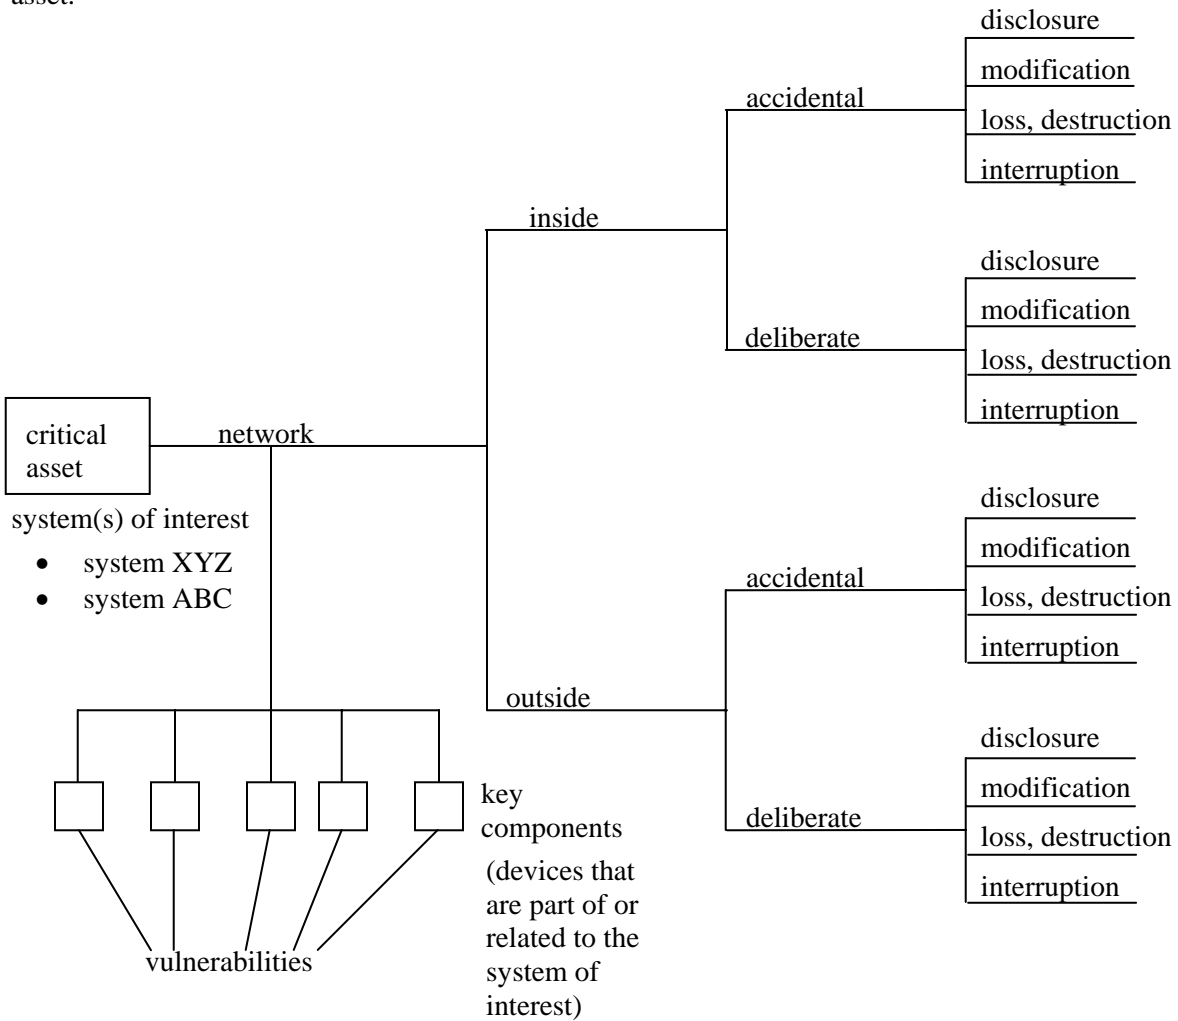 asset.
disclosure
modification
accidental
loss, destruction
interruption
inside
disclosure
modification
deliberate
loss, destruction
interruption
critical
asset
network
system(s) of interest
• system XYZ
• system ABC
disclosure
modification
accidental
loss, destruction
interruption
outside
disclosure
modification
deliberate
loss, destruction
interruption
key
components
(devices that
are part of or
related to the
system of
interest)
vulnerabilities